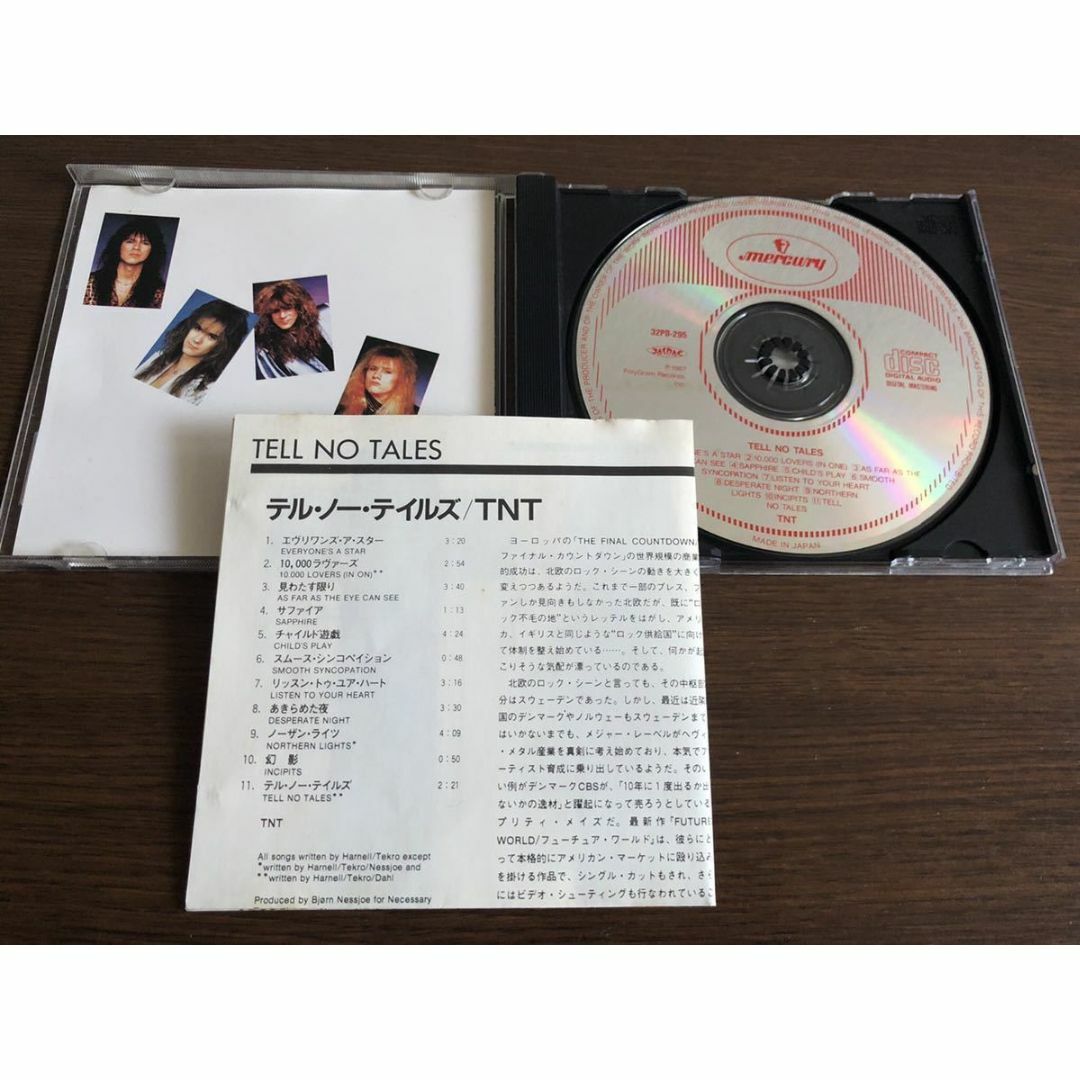 mercury
32PD-295
℗1987
PolyGram Records,
Inc.
COMPACT
disc
DIGITAL AUDIO
DIGITAL MASTERING
TELL NO TALES
NE'S A STAR 2 10,000 LOVERS (IN ONE) 3 AS FAR AS THE
AN SEE 4 SAPPHIRE 5 CHILD'S PLAY 6 SMOOTH
SYNCOPATION 7 LISTEN TO YOUR HEART
8 DESPERATE NIGHT 9 NORTHERN
LIGHTS 10 INCIPITS 11 TELL
NO TALES
TNT
MADE IN JAPAN
TELL NO TALES
テル・ノー・テイルズ/TNT
1. エヴリワンズ・ア・スター 3:20
EVERYONE'S A STAR
2. 10,000ラヴァーズ 2:54
10.000 LOVERS (IN ON)**
3. 見わたす限り 3:40
AS FAR AS THE EYE CAN SEE
4. サファイア 1:13
SAPPHIRE
5. チャイルド遊戯 4:24
CHILD'S PLAY
6. スムース・シンコペイション 0:48
SMOOTH SYNCOPATION
7. リッスン・トゥ・ユア・ハート 3:16
LISTEN TO YOUR HEART
8. あきらめた夜 3:30
DESPERATE NIGHT
9. ノーザン・ライツ 4:09
NORTHERN LIGHTS*
10. 幻 影 0:50
INCIPITS
11. テル・ノー・テイルズ 2:21
TELL NO TALES**
TNT
All songs written by Harnell/Tekro except
*written by Harnell/Tekro/Nessjoe and
**written by Harnell/Tekro/Dahl
Produced by Bjørn Nessjoe for Necessary
ヨーロッパの「THE FINAL COUNTDOWN/
ファイナル・カウントダウン」の世界規模の商業
的成功は、北欧のロック・シーンの動きを大きく
変えつつあるようだ。これまで一部のプレス、フ
ァンしか見向きもしなかった北欧だが、既に“ロ
ック不毛の地”というレッテルをはがし、アメリ
カ、イギリスと同じような“ロック供給国”に向け
て体制を整え始めている……。そして、何かが起
こりそうな気配が漂っているのである。
北欧のロック・シーンと言っても、その中枢部
分はスウェーデンであった。しかし、最近は近隣
国のデンマークやノルウェーもスウェーデンまで
はいかないまでも、メジャー・レーベルがヘヴィ
・メタル産業を真剣に考え始めており、本気でア
ーティスト育成に乗り出しているようだ。そのい
い例がデンマークCBSが、「10年に1度出るか出
ないかの逸材」と躍起になって売ろうとしている
プリティ・メイズだ。最新作「FUTURE
WORLD/フューチュア・ワールド」は、彼らにと
って本格的にアメリカン・マーケットに殴り込み
を掛ける作品で、シングル・カットもされ、さら
にはビデオ・シューティングも行なわれているこ